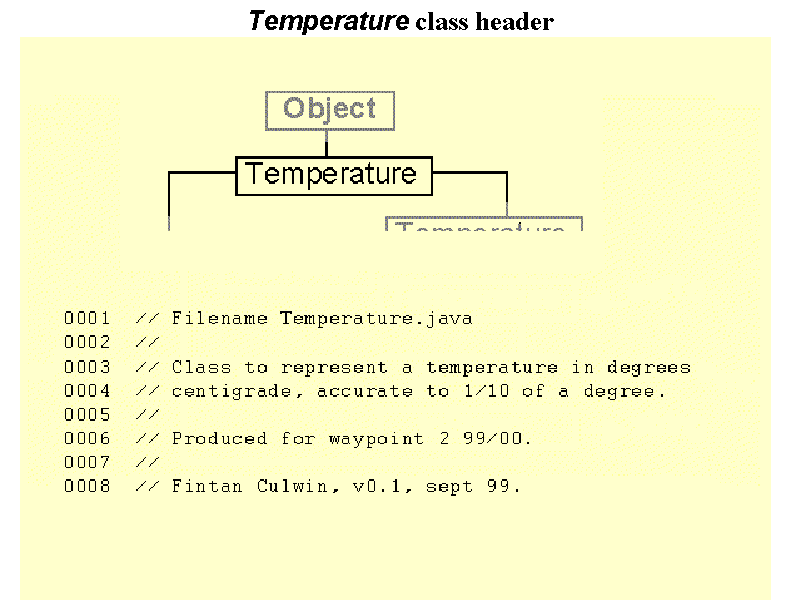 Temperature class header
Object
Temperature
Temperature
0001 // Filename Temperature.java
0002 //
0003 // Class to represent a temperature in degrees
0004 // centigrade, accurate to 1/10 of a degree.
0005 //
0006 // Produced for waypoint 2 99/00.
0007 //
0008 // Fintan Culwin, v0.1, sept 99.